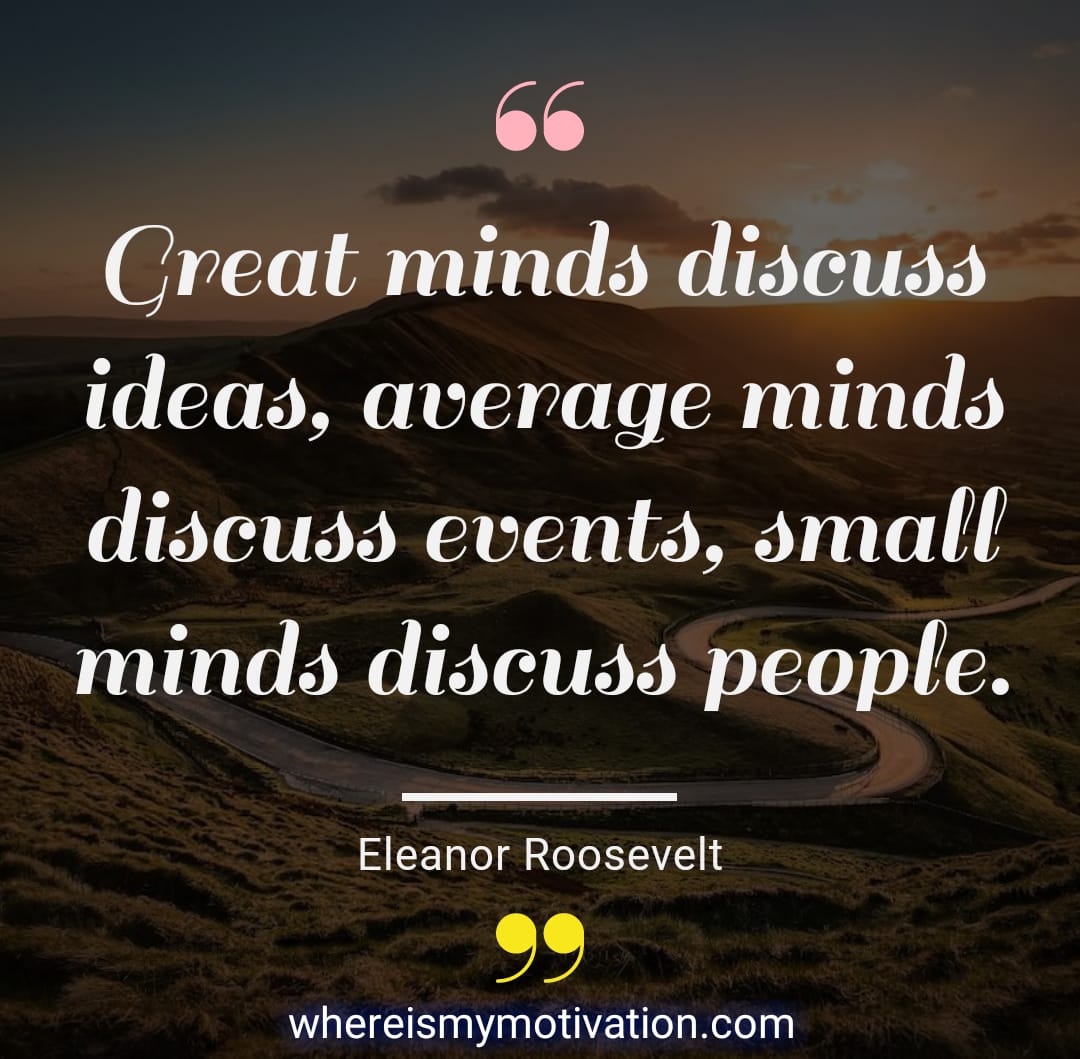 “
Great minds discuss
ideas, average minds
discuss events, small
minds discuss people.
Eleanor Roosevelt
”
whereismymotivation.com